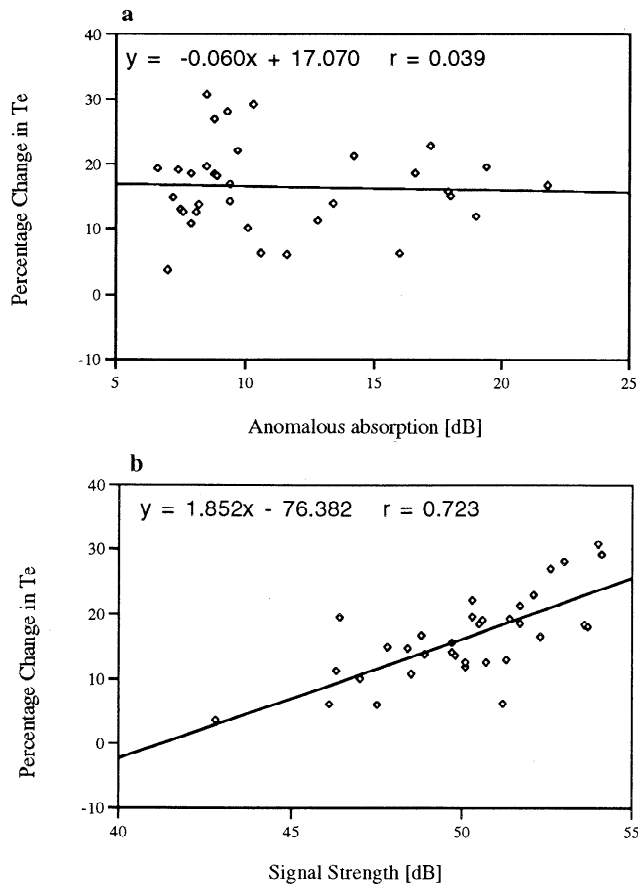 a
y = -0.060x + 17.070 r = 0.039
40
30
20
10
0
-10
Percentage Change in Te
5 10 15 20 25
Anomalous absorption [dB]
b
y = 1.852x - 76.382 r = 0.723
40
30
20
10
0
-10
Percentage Change in Te
40 45 50 55
Signal Strength [dB]